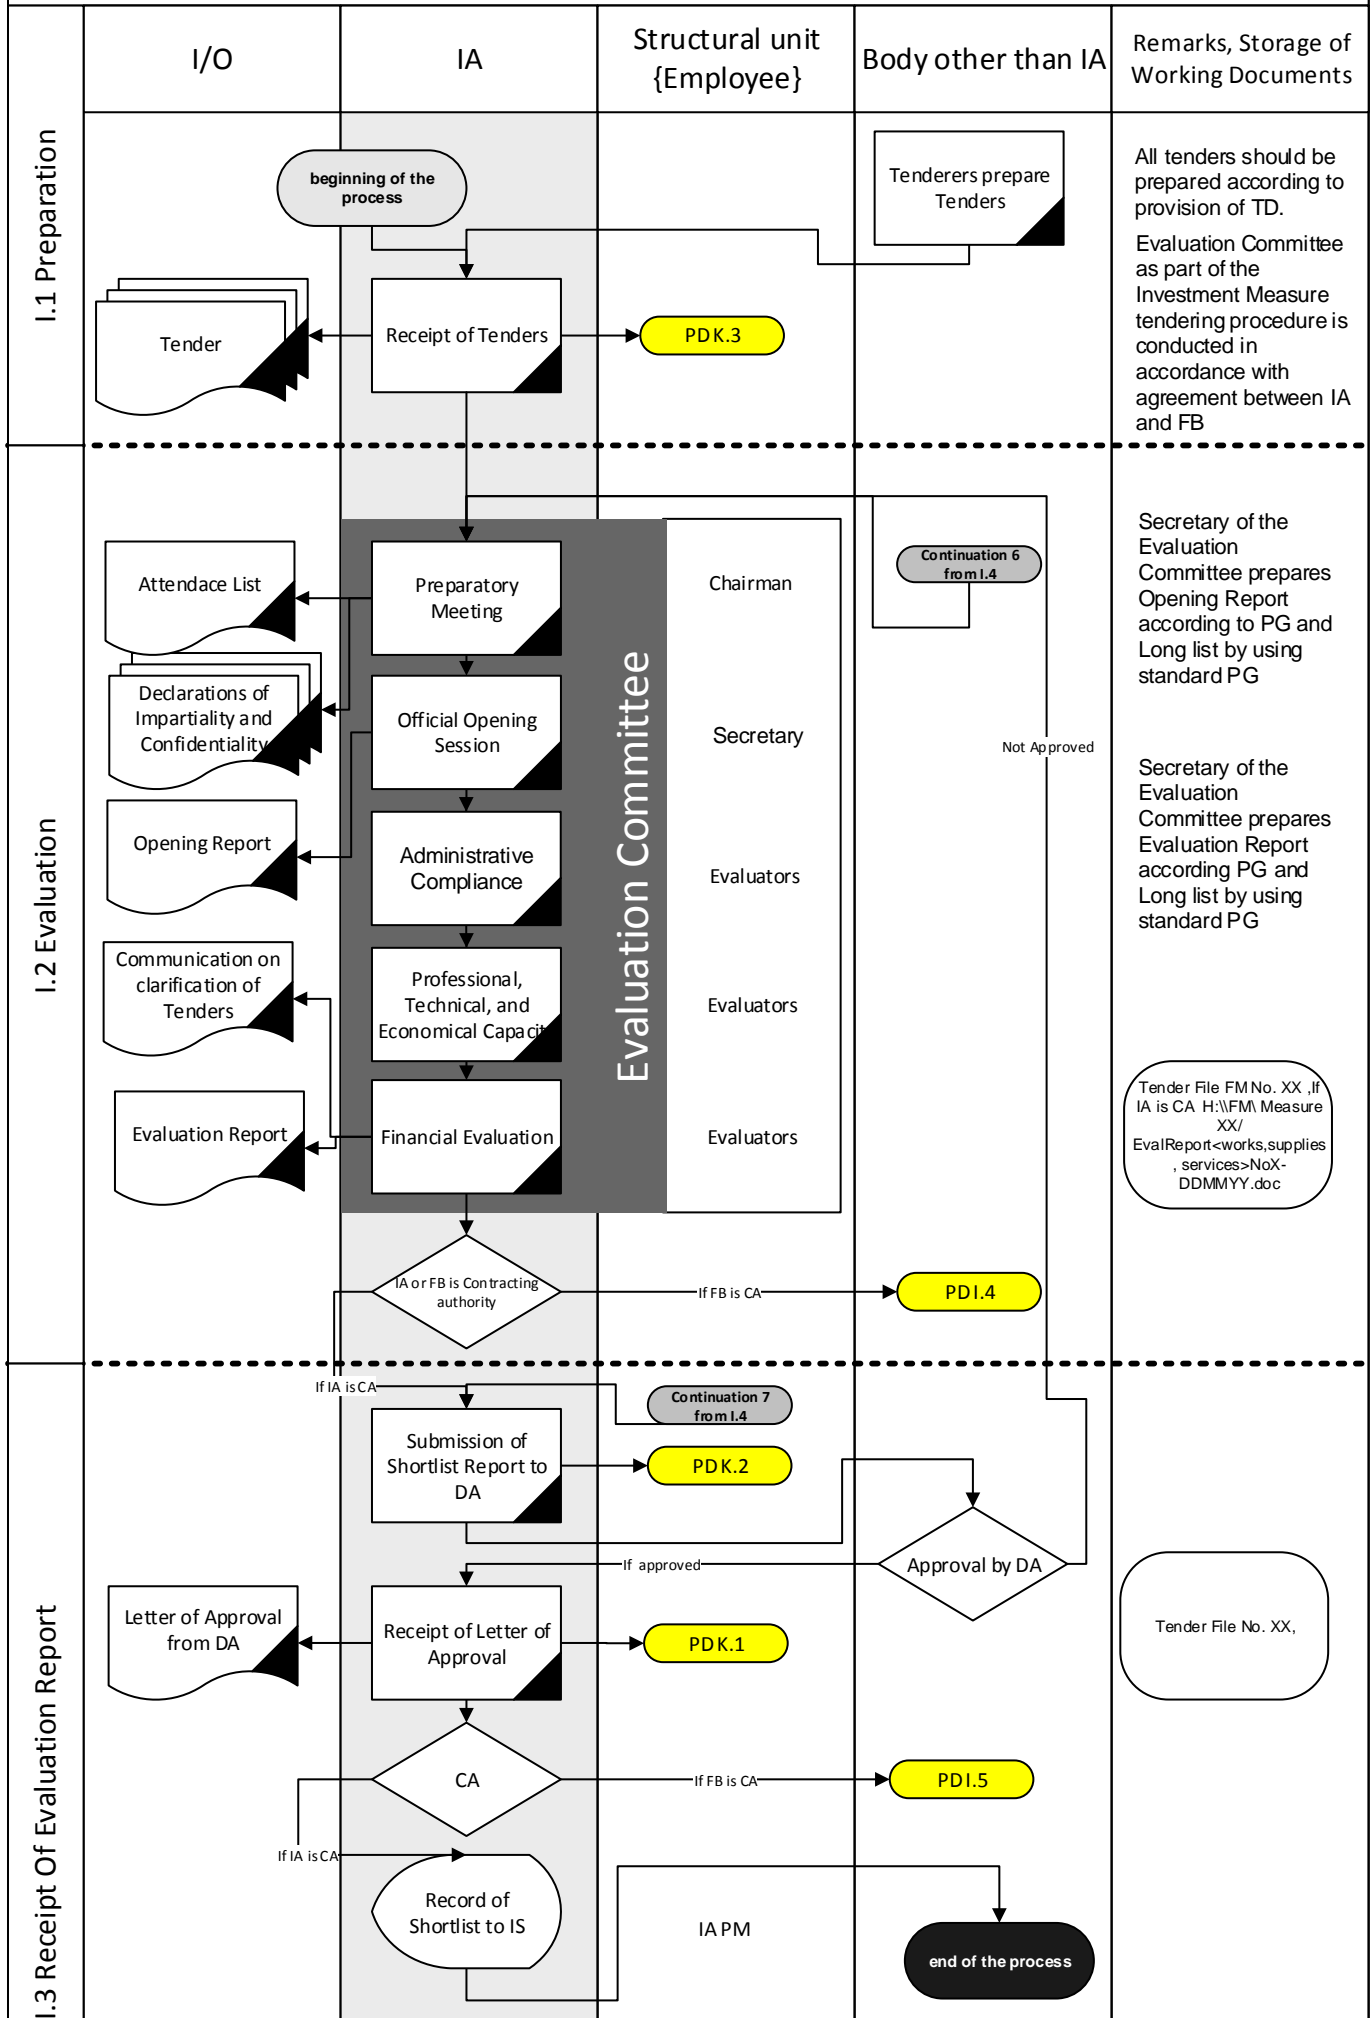 I/O
IA
Structural unit
{Employee}
Body other than IA
Remarks, Storage of
Working Documents
I.1 Preparation
beginning of the
process
Tenderers prepare
Tenders
All tenders should be
prepared according to
provision of TD.
Evaluation Committee
as part of the
Investment Measure
tendering procedure is
conducted in
accordance with
agreement between IA
and FB
Tender
Receipt of Tenders
PDK.3
I.2 Evaluation
Attendace List
Preparatory
Meeting
Chairman
Continuation 6
from I.4
Secretary of the
Evaluation
Committee prepares
Opening Report
according to PG and
Long list by using
standard PG
Evaluation Committee
Declarations of
Impartiality and
Confidentiality
Official Opening
Session
Secretary
Not Approved
Secretary of the
Evaluation
Committee prepares
Evaluation Report
according PG and
Long list by using
standard PG
Opening Report
Administrative
Compliance
Evaluators
Communication on
clarification of
Tenders
Professional,
Technical, and
Economical Capacit
Evaluators
Evaluation Report
Financial Evaluation
Evaluators
Tender File FM No. XX ,If
IA is CA H:\\FM\ Measure
XX/
EvalReport<works,supplies
, services>NoX-
DDMMYY.doc
IA or FB is Contracting
authority
If FB is CA
PDI.4
I.3 Receipt Of Evaluation Report
If IA is CA
Continuation 7
from I.4
Submission of
Shortlist Report to
DA
PDK.2
If approved
Approval by DA
Letter of Approval
from DA
Receipt of Letter of
Approval
PDK.1
Tender File No. XX,
CA
If FB is CA
PDI.5
If IA is CA
Record of
Shortlist to IS
IA PM
end of the process